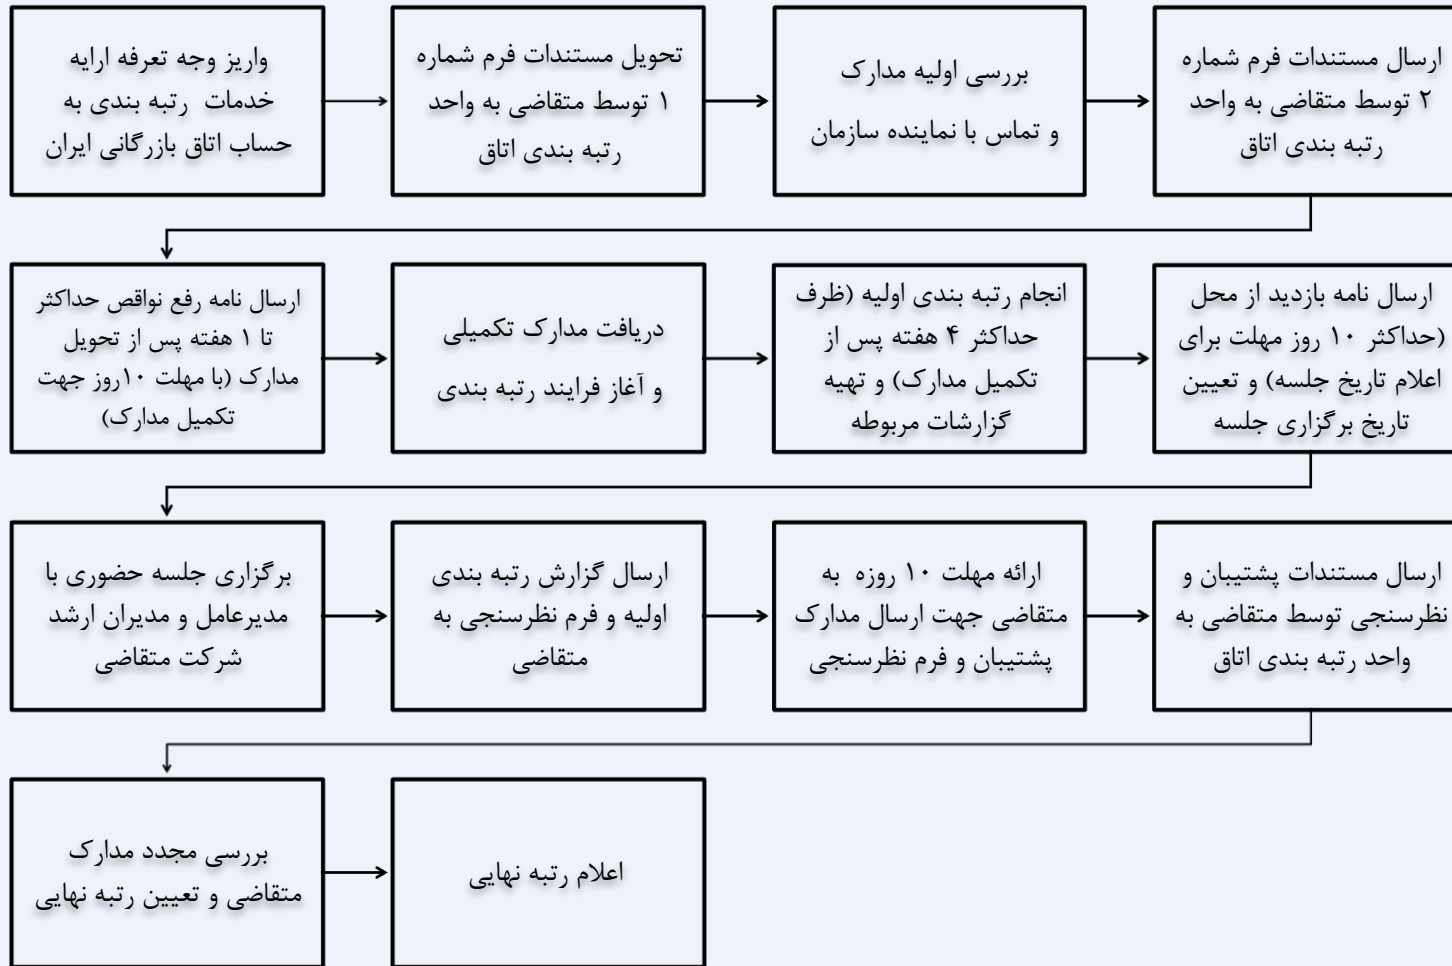 واریز وجه تعرفه ارایه
خدمات رتبه بندی به
حساب اتاق بازرگانی ایران
تحویل مستندات فرم شماره
۱ توسط متقاضی به واحد
رتبه بندی اتاق
بررسی اولیه مدارک
و تماس با نماینده سازمان
ارسال مستندات فرم شماره
۲ توسط متقاضی به واحد
رتبه بندی اتاق
ارسال نامه رفع نواقص حداکثر
تا ۱ هفته پس از تحویل
مدارک (با مهلت ۱۰روز جهت
تکمیل مدارک)
دریافت مدارک تکمیلی
و آغاز فرایند رتبه بندی
انجام رتبه بندی اولیه (ظرف
حداکثر ۴ هفته پس از
تکمیل مدارک) و تهیه
گزارشات مربوطه
ارسال نامه بازدید از محل
(حداکثر ۱۰ روز مهلت برای
اعلام تاریخ جلسه) و تعیین
تاریخ برگزاری جلسه
برگزاری جلسه حضوری با
مدیرعامل و مدیران ارشد
شرکت متقاضی
ارسال گزارش رتبه بندی
اولیه و فرم نظرسنجی به
متقاضی
ارائه مهلت ۱۰ روزه به
متقاضی جهت ارسال مدارک
پشتیبان و فرم نظرسنجی
ارسال مستندات پشتیبان و
نظرسنجی توسط متقاضی به
واحد رتبه بندی اتاق
بررسی مجدد مدارک
متقاضی و تعیین رتبه نهایی
اعلام رتبه نهایی